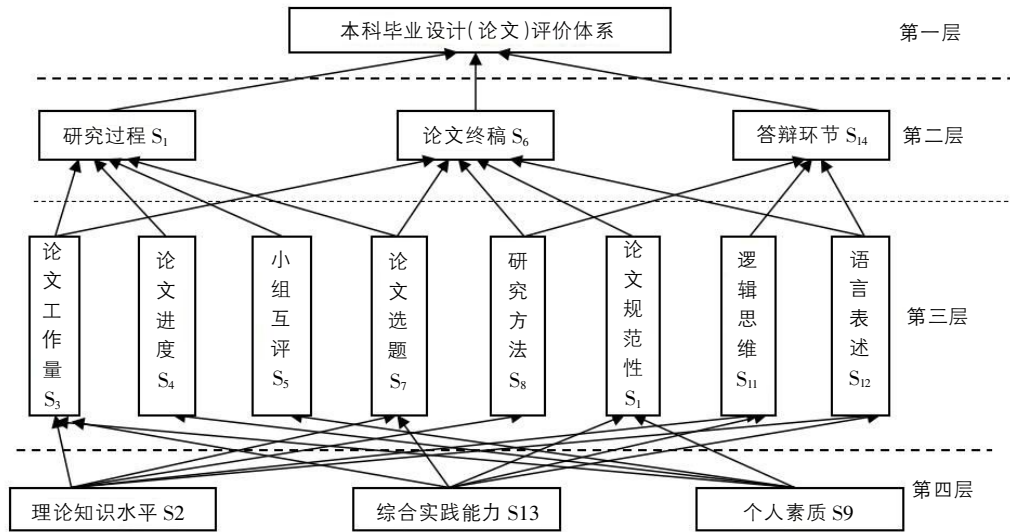 本科毕业设计(论文)评价体系
第一层
研究过程 S1
论文终稿 S6
答辩环节 S14
第二层
论文工作量 S3
论文进度 S4
小组互评 S5
论文选题 S7
研究方法 S8
论文规范性 S1
逻辑思维 S11
语言表述 S12
第三层
理论知识水平 S2
综合实践能力 S13
个人素质 S9
第四层